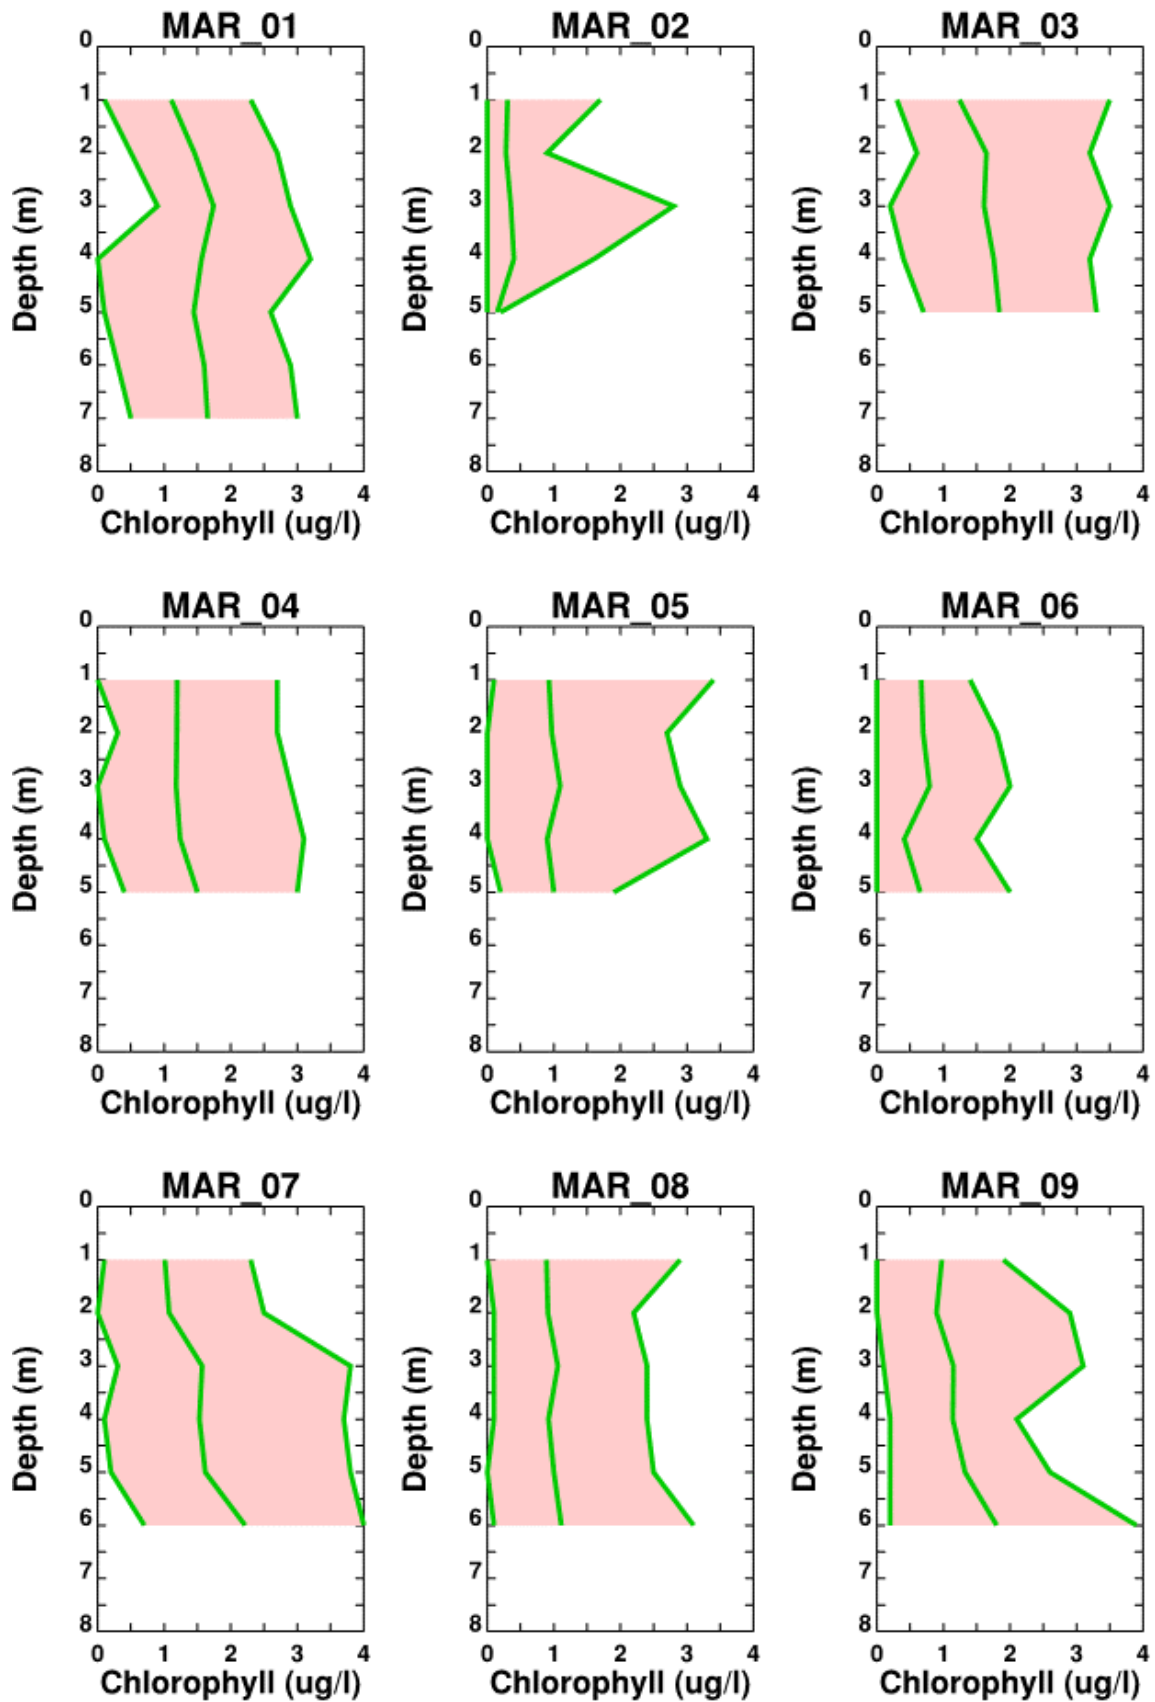 MAR_01 MAR_02 MAR_03
0 0 0
1 1 1
2 2 2
3 3 3
4 4 4
5 5 5
6 6 6
7 7 7
8 8 8
Depth (m) Depth (m) Depth (m)
0 1 2 3 4 0 1 2 3 4 0 1 2 3 4
Chlorophyll (ug/l) Chlorophyll (ug/l) Chlorophyll (ug/l)
MAR_04 MAR_05 MAR_06
0 0 0
1 1 1
2 2 2
3 3 3
4 4 4
5 5 5
6 6 6
7 7 7
8 8 8
Depth (m) Depth (m) Depth (m)
0 1 2 3 4 0 1 2 3 4 0 1 2 3 4
Chlorophyll (ug/l) Chlorophyll (ug/l) Chlorophyll (ug/l)
MAR_07 MAR_08 MAR_09
0 0 0
1 1 1
2 2 2
3 3 3
4 4 4
5 5 5
6 6 6
7 7 7
8 8 8
Depth (m) Depth (m) Depth (m)
0 1 2 3 4 0 1 2 3 4 0 1 2 3 4
Chlorophyll (ug/l) Chlorophyll (ug/l) Chlorophyll (ug/l)